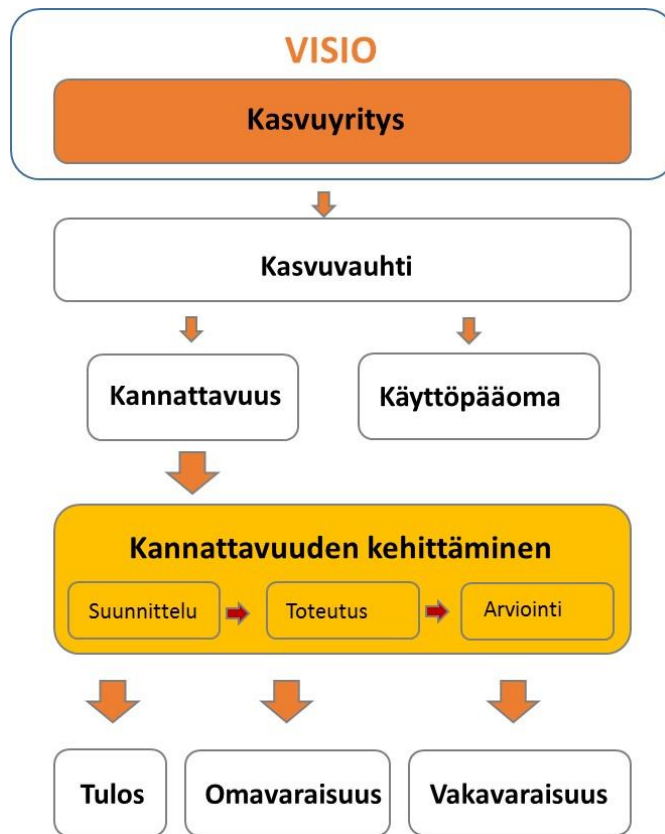 VISIO
Kasvuyritys
Kasvuvauhti
Kannattavuus
Käyttöpääoma
Kannattavuuden kehittäminen
Suunnittelu
Toteutus
Arviointi
Tulos
Omavaraisuus
Vakavaraisuus